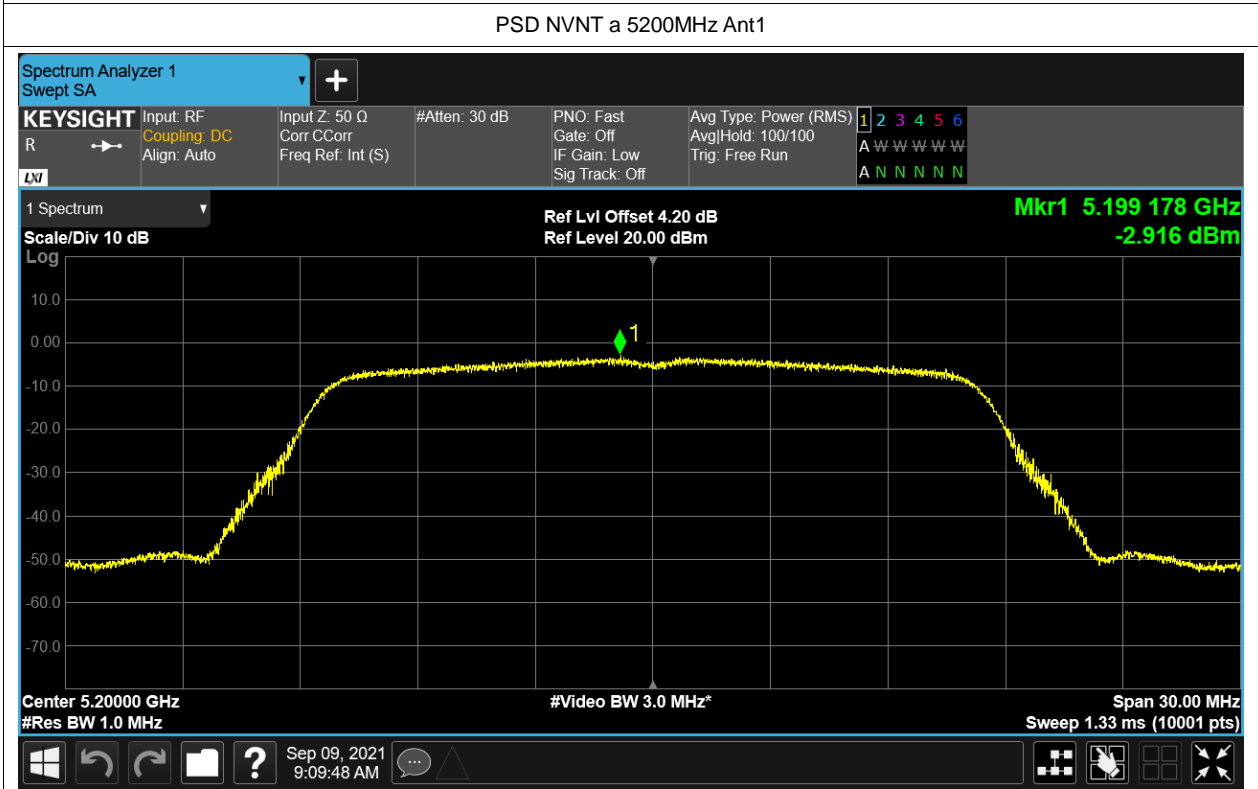 PSD NVNT a 5200MHz Ant1
Spectrum Analyzer 1
Swept SA
KEYSIGHT
R
LXI
Input: RF
Coupling: DC
Align: Auto
Input Z: 50 Ω
Corr CCorr
Freq Ref: Int (S)
#Atten: 30 dB
PNO: Fast
Gate: Off
IF Gain: Low
Sig Track: Off
Avg Type: Power (RMS)
Avg|Hold: 100/100
Trig: Free Run
1 2 3 4 5 6
A W W W W W
A N N N N N
1 Spectrum
Scale/Div 10 dB
Ref Lvl Offset 4.20 dB
Ref Level 20.00 dBm
Mkr1 5.199 178 GHz
-2.916 dBm
Log
10.0
0.00
-10.0
-20.0
-30.0
-40.0
-50.0
-60.0
-70.0
1
Center 5.20000 GHz
#Res BW 1.0 MHz
#Video BW 3.0 MHz*
Span 30.00 MHz
Sweep 1.33 ms (10001 pts)
?
Sep 09, 2021
9:09:48 AM